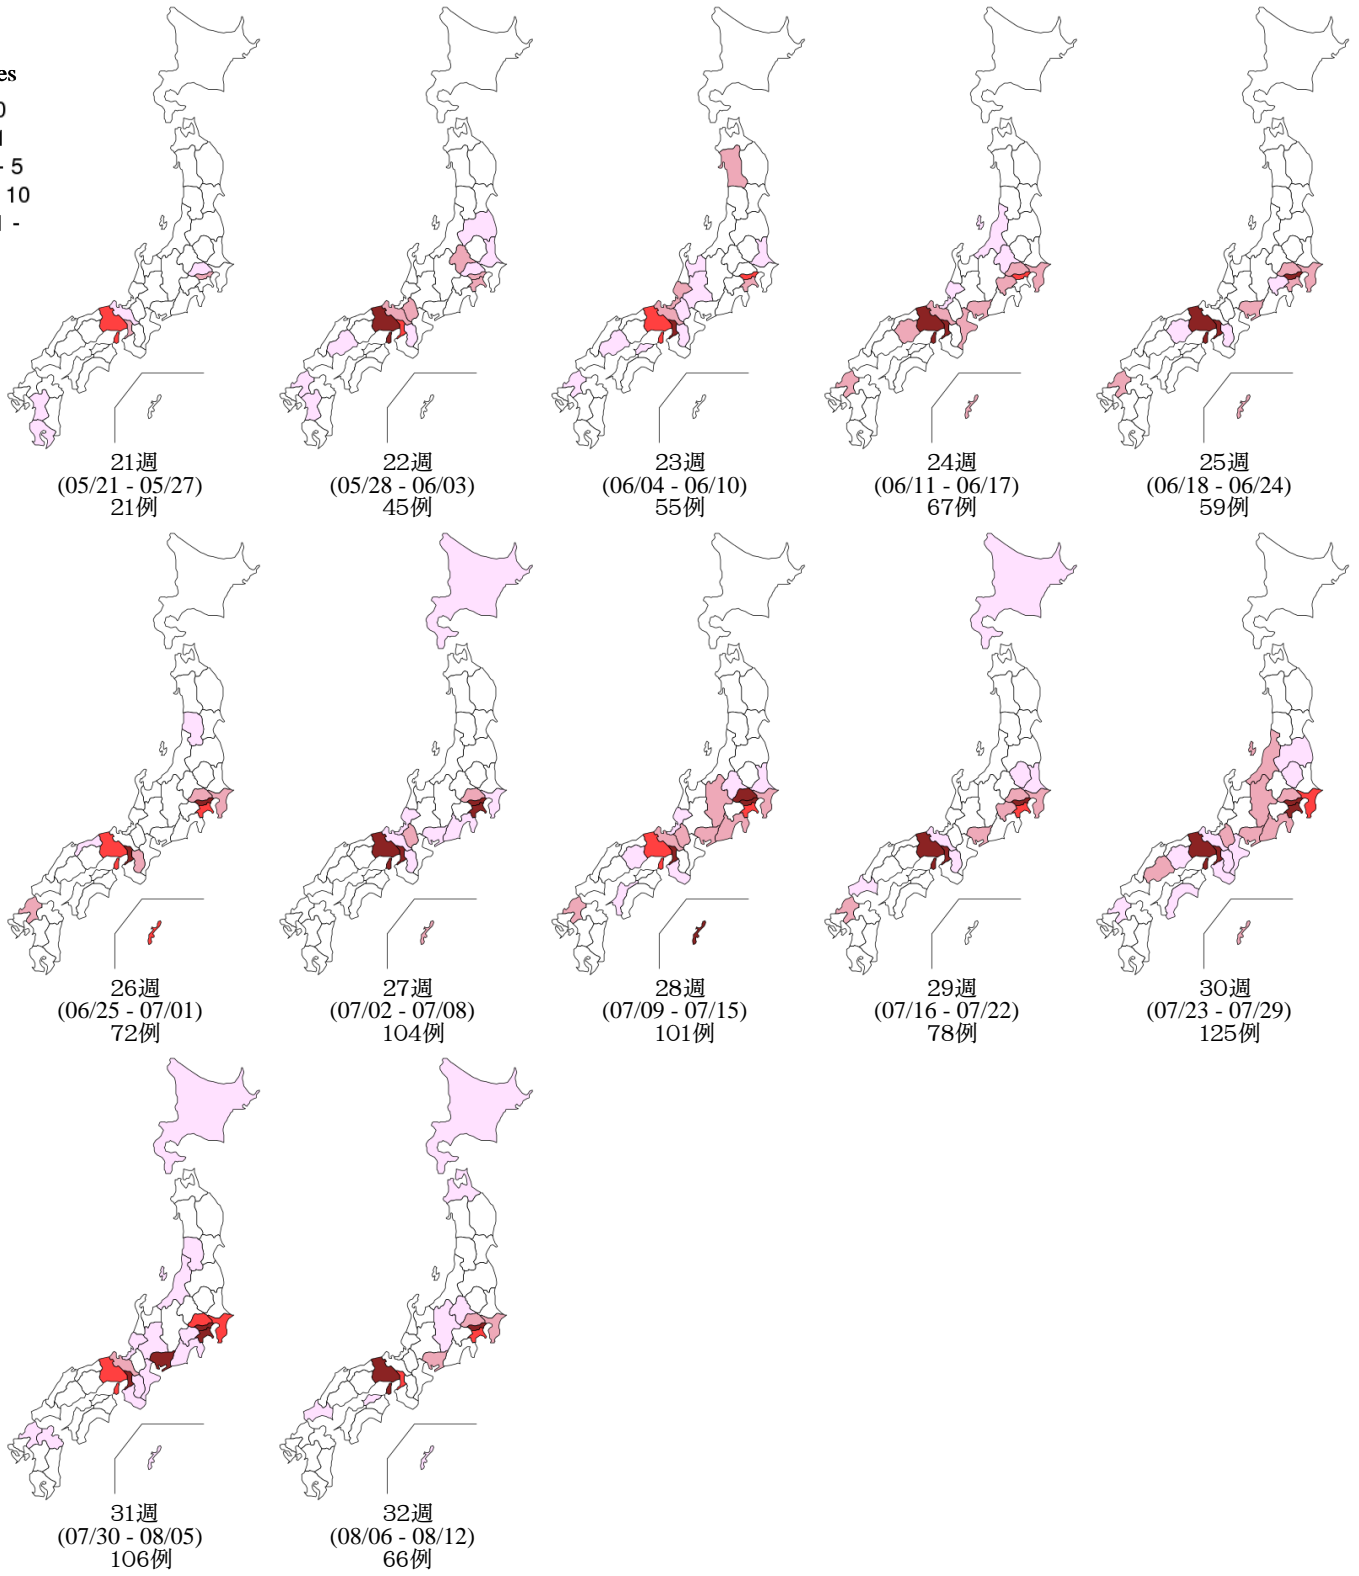 es
0
1
- 5
10
1 -
21週
(05/21 - 05/27)
21例
22週
(05/28 - 06/03)
45例
23週
(06/04 - 06/10)
55例
24週
(06/11 - 06/17)
67例
25週
(06/18 - 06/24)
59例
26週
(06/25 - 07/01)
72例
27週
(07/02 - 07/08)
104例
28週
(07/09 - 07/15)
101例
29週
(07/16 - 07/22)
78例
30週
(07/23 - 07/29)
125例
31週
(07/30 - 08/05)
106例
32週
(08/06 - 08/12)
66例